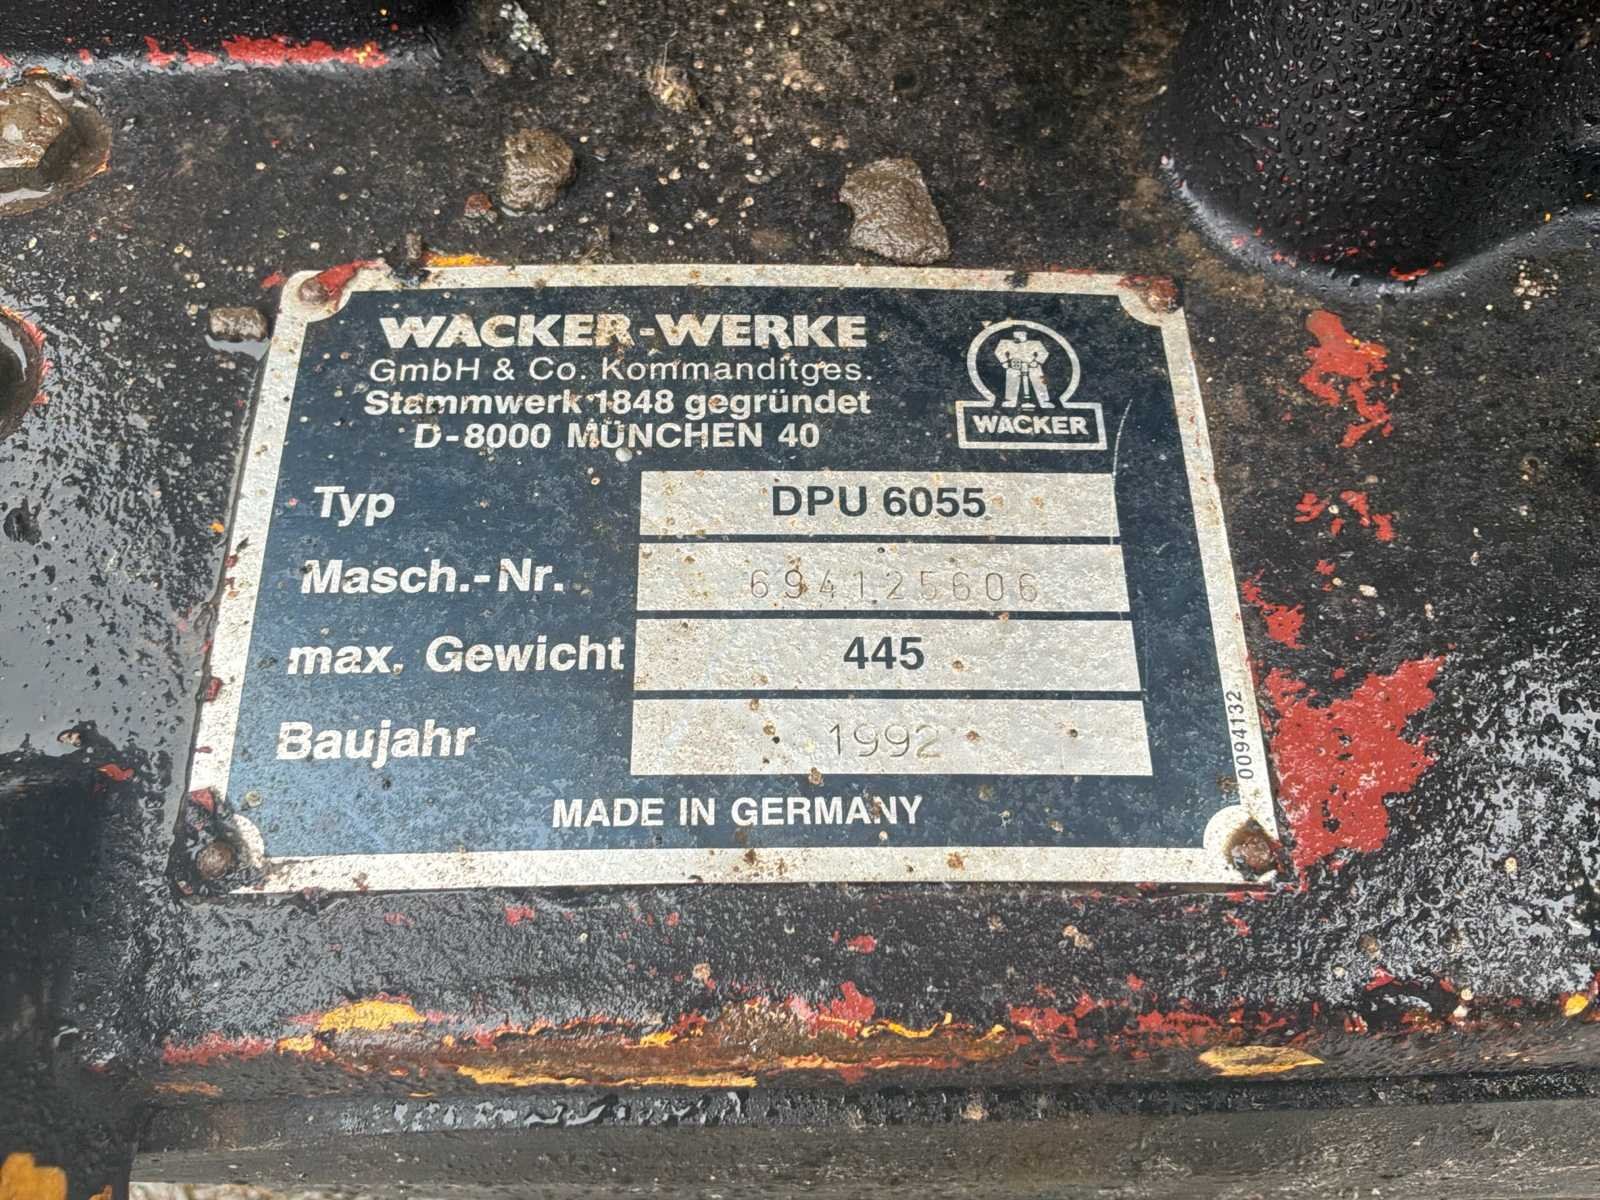 WACKER-WERKE
GmbH & Co. Kommanditges.
Stammwerk 1848 gegründet
D-8000 MÜNCHEN 40
WACKER
Typ DPU 6055
Masch.-Nr. 694125606
max. Gewicht 445
Baujahr 1992
MADE IN GERMANY
0094132